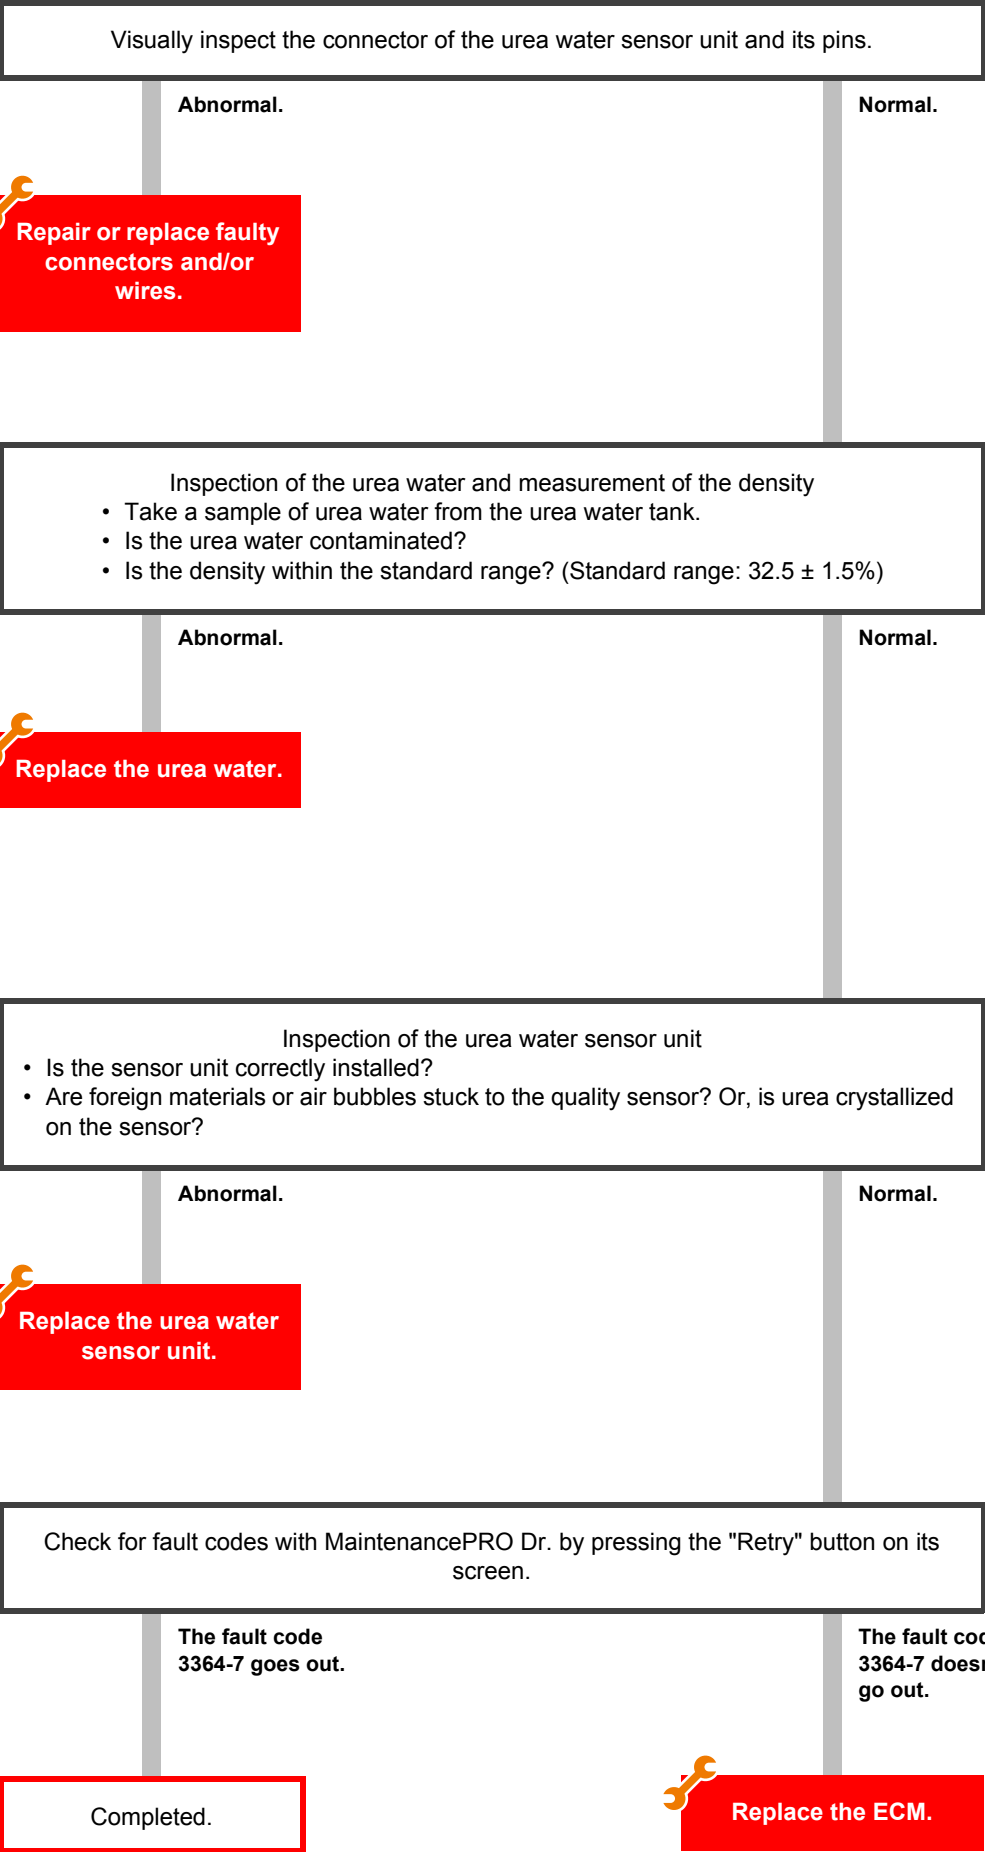 Visually inspect the connector of the urea water sensor unit and its pins.
Abnormal.
Normal.
Repair or replace faulty
connectors and/or
wires.
Inspection of the urea water and measurement of the density
• Take a sample of urea water from the urea water tank.
• Is the urea water contaminated?
• Is the density within the standard range? (Standard range: 32.5 ± 1.5%)
Abnormal.
Normal.
Replace the urea water.
Inspection of the urea water sensor unit
• Is the sensor unit correctly installed?
• Are foreign materials or air bubbles stuck to the quality sensor? Or, is urea crystallized
on the sensor?
Abnormal.
Normal.
Replace the urea water
sensor unit.
Check for fault codes with MaintenancePRO Dr. by pressing the "Retry" button on its
screen.
The fault code
3364-7 goes out.
The fault
3364-7
go out.
Completed.
Replace the ECM.